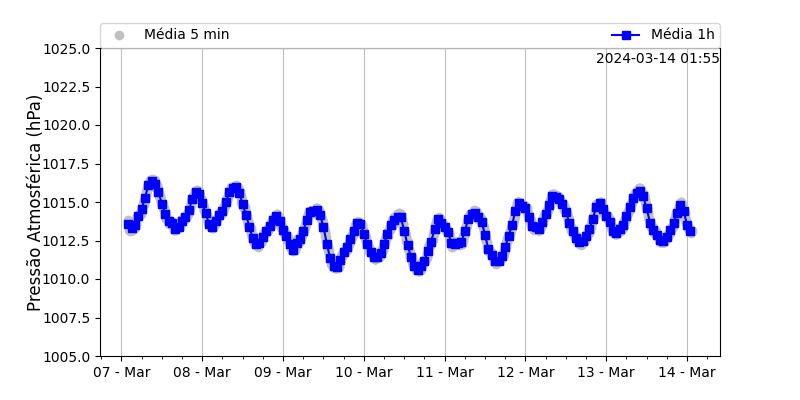 Média 5 min
Média 1h
2024-03-14 01:55
Pressão Atmosférica (hPa)
1025.0
1022.5
1020.0
1017.5
1015.0
1012.5
1010.0
1007.5
1005.0
07 - Mar 08 - Mar 09 - Mar 10 - Mar 11 - Mar 12 - Mar 13 - Mar 14 - Mar